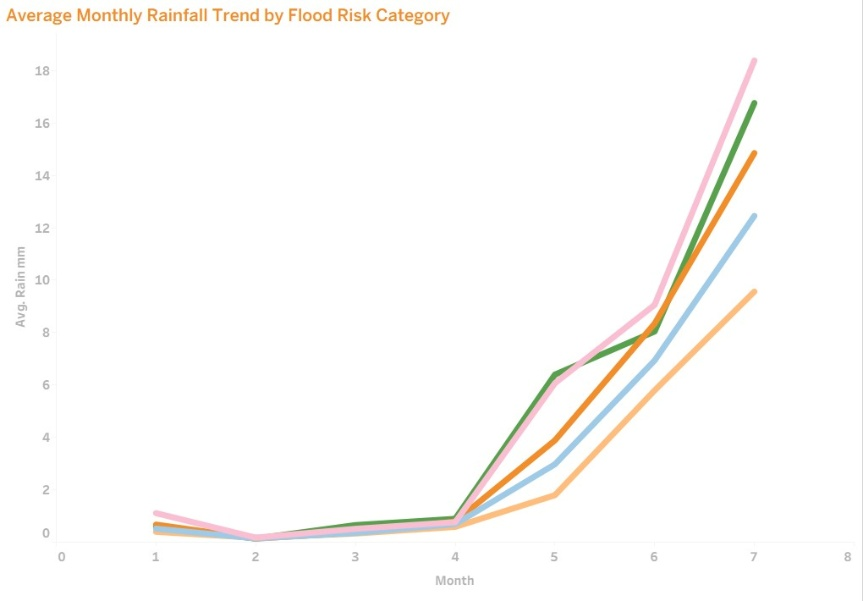 Average Monthly Rainfall Trend by Flood Risk Category
18
16
14
12
10
8
6
4
2
0
Avg. Rain mm
0 1 2 3 4 5 6 7 8
Month